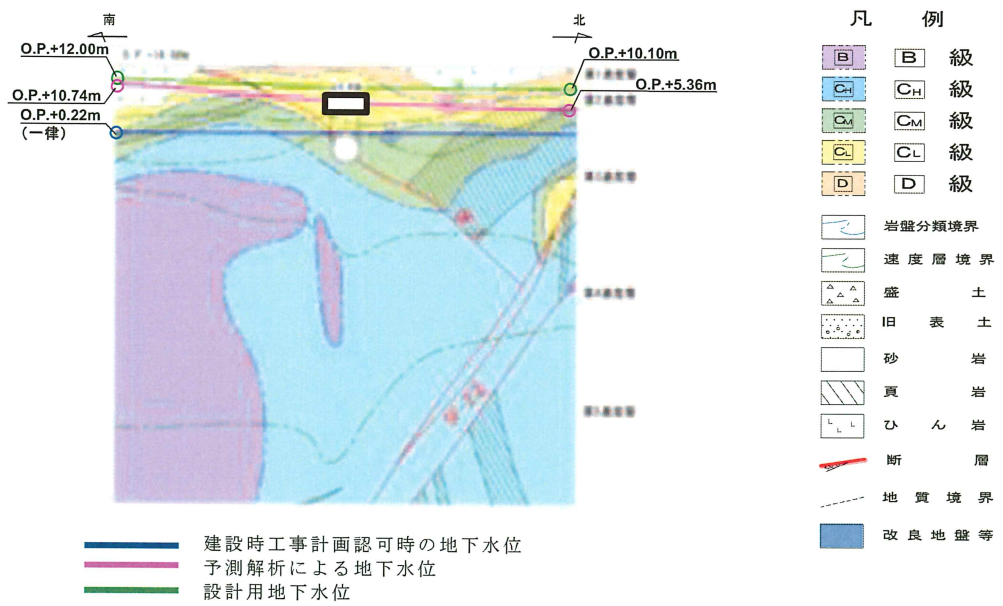 南
北
O.P.+12.00m
O.P.+10.10m
O.P.+10.74m
O.P.+5.36m
O.P.+0.22m
(一律)
凡 例
B B 級
CH CH 級
CM CM 級
CL CL 級
D D 級
岩盤分類境界
速度層境界
盛 土
旧 表 土
砂 岩
頁 岩
ひ ん 岩
断 層
地 質 境 界
改 良 地 盤 等
建設時工事計画認可時の地下水位
予測解析による地下水位
設計用地下水位